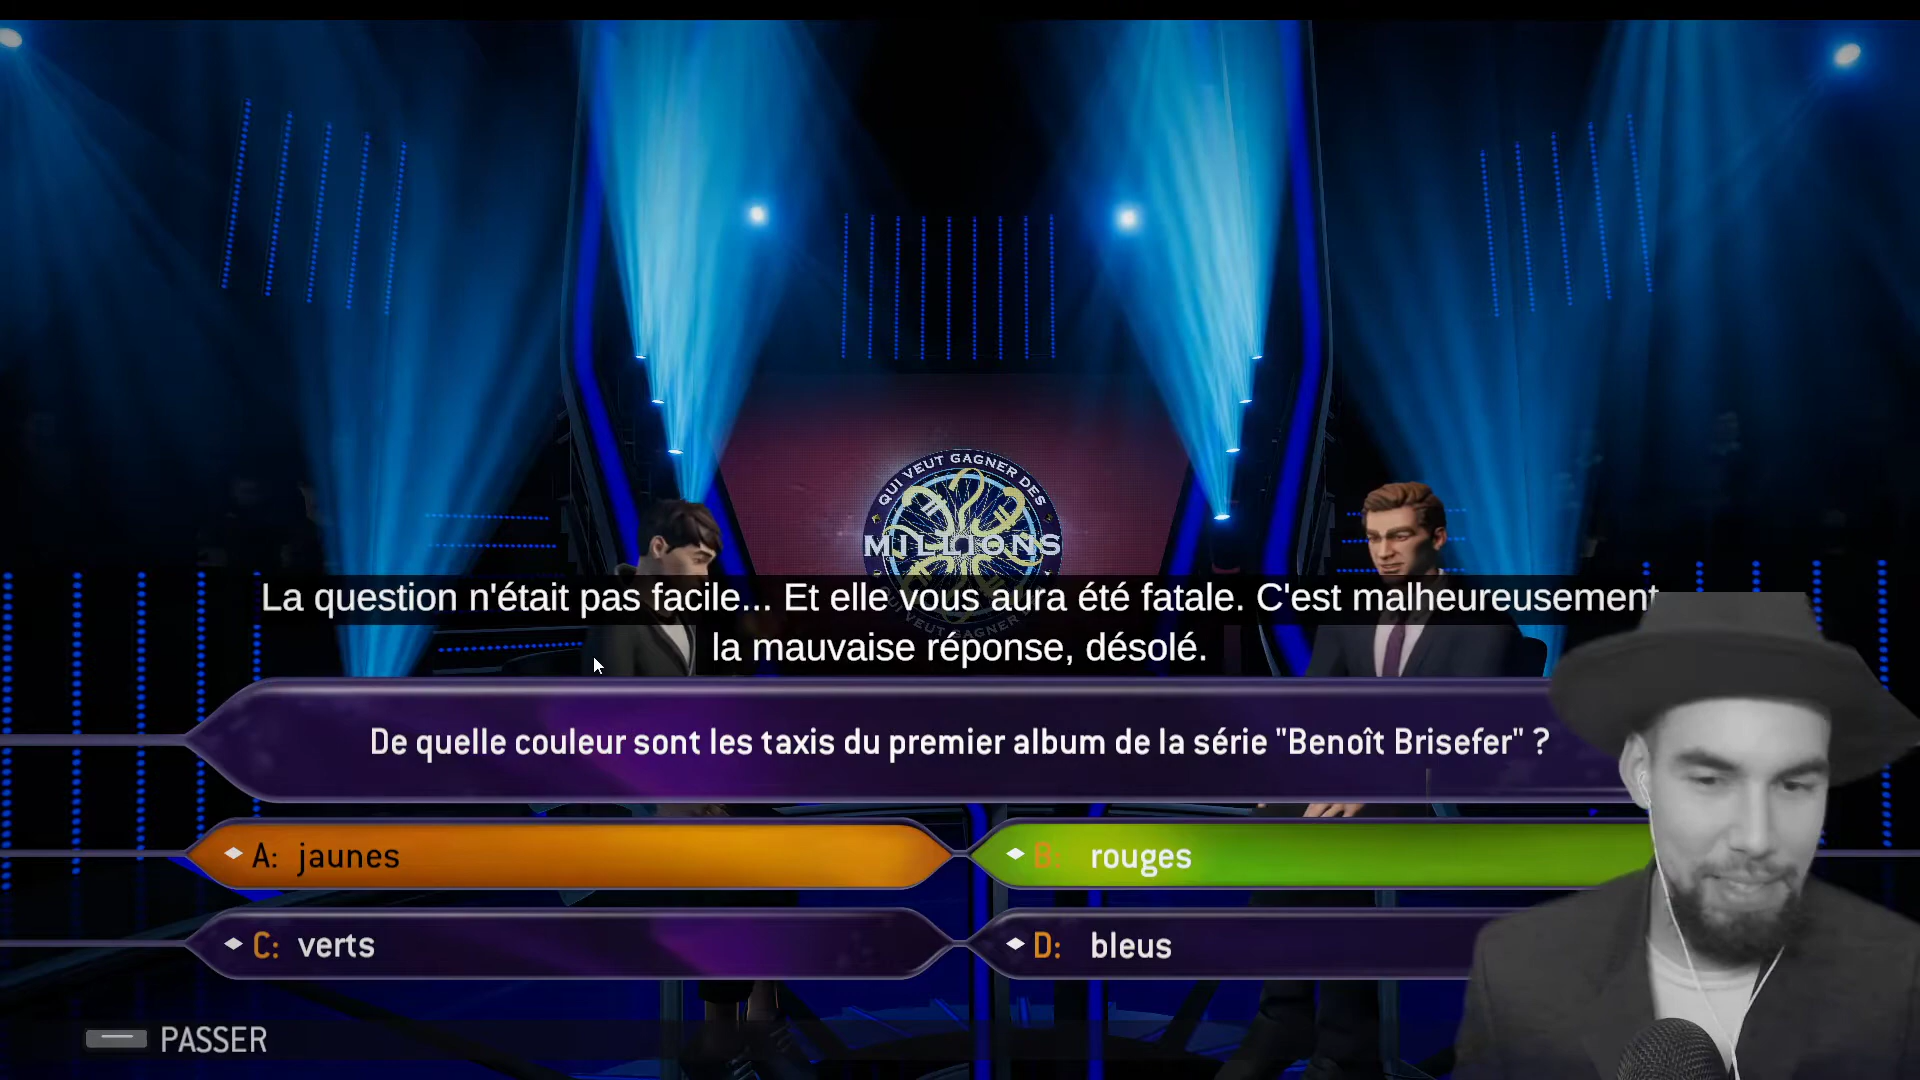 QUI VEUT GAGNER DES
MILLIONS
La question n'était pas facile... Et elle vous aura été fatale. C'est malheureusement
la mauvaise réponse, désolé.
De quelle couleur sont les taxis du premier album de la série "Benoît Brisefer" ?
A: jaunes
B: rouges
C: verts
D: bleus
PASSER